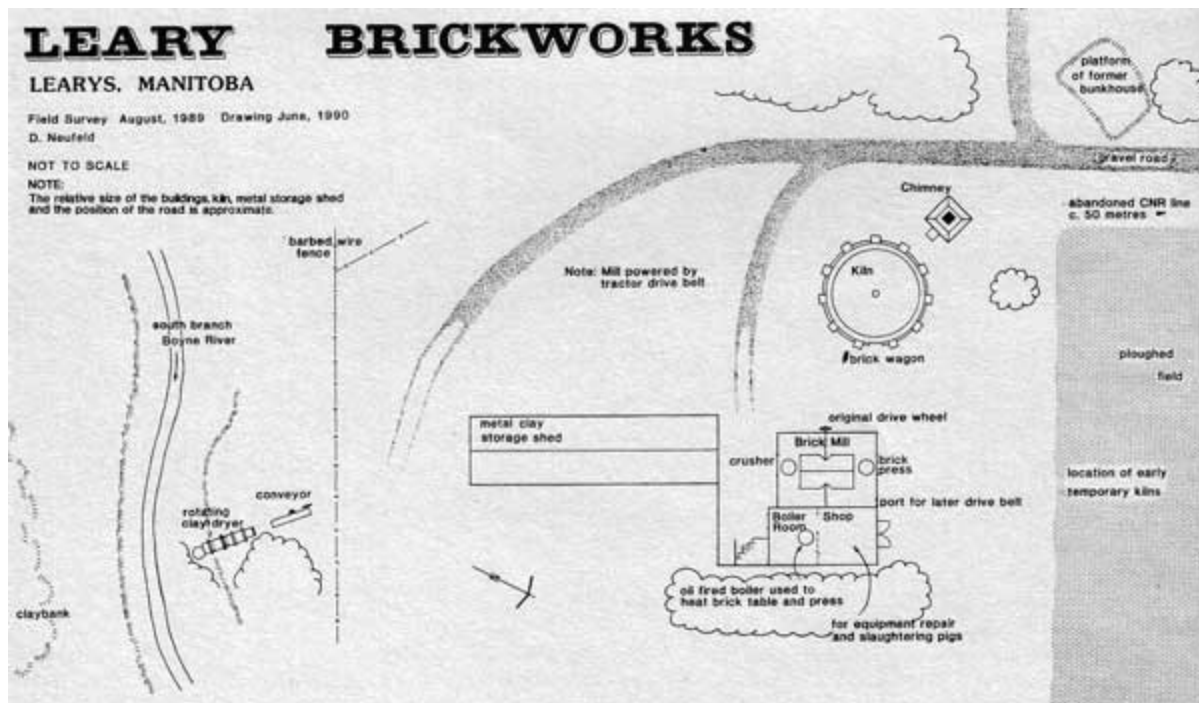 LEARY BRICKWORKS
LEARYS. MANITOBA
Field Survey August, 1989 Drawing June, 1990
D. Neufeld
NOT TO SCALE
NOTE:
The relative size of the buildings, kiln, metal storage shed
and the position of the road is approximate.
platform
of former
bunkhouse
gravel road
Chimney
abandoned CNR line
c. 50 metres
barbed wire
fence
Note: Mill powered by
tractor drive belt
Kiln
south branch
Boyne River
brick wagon
ploughed
field
original drive wheel
metal clay
storage shed
Brick Mill
crusher
brick
press
location of early
temporary kilns
conveyor
rotating
clay dryer
port for later drive belt
Boiler
Room
Shop
oil fired boiler used to
heat brick table and press
claybank
for equipment repair
and slaughtering pigs